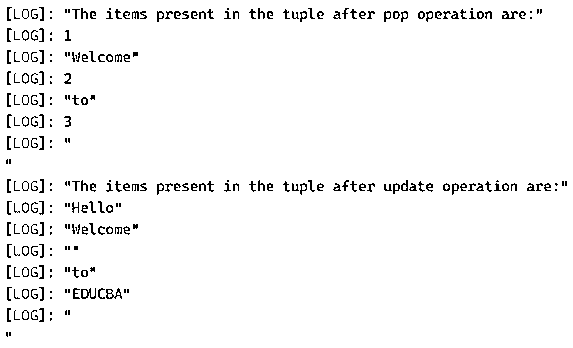 [LOG]: "The items present in the tuple after pop operation are:"
[LOG]: 1
[LOG]: "Welcome"
[LOG]: 2
[LOG]: "to"
[LOG]: 3
[LOG]: "
"
[LOG]: "The items present in the tuple after update operation are:"
[LOG]: "Hello"
[LOG]: "Welcome"
[LOG]: ""
[LOG]: "to"
[LOG]: "EDUCBA"
[LOG]: "
"